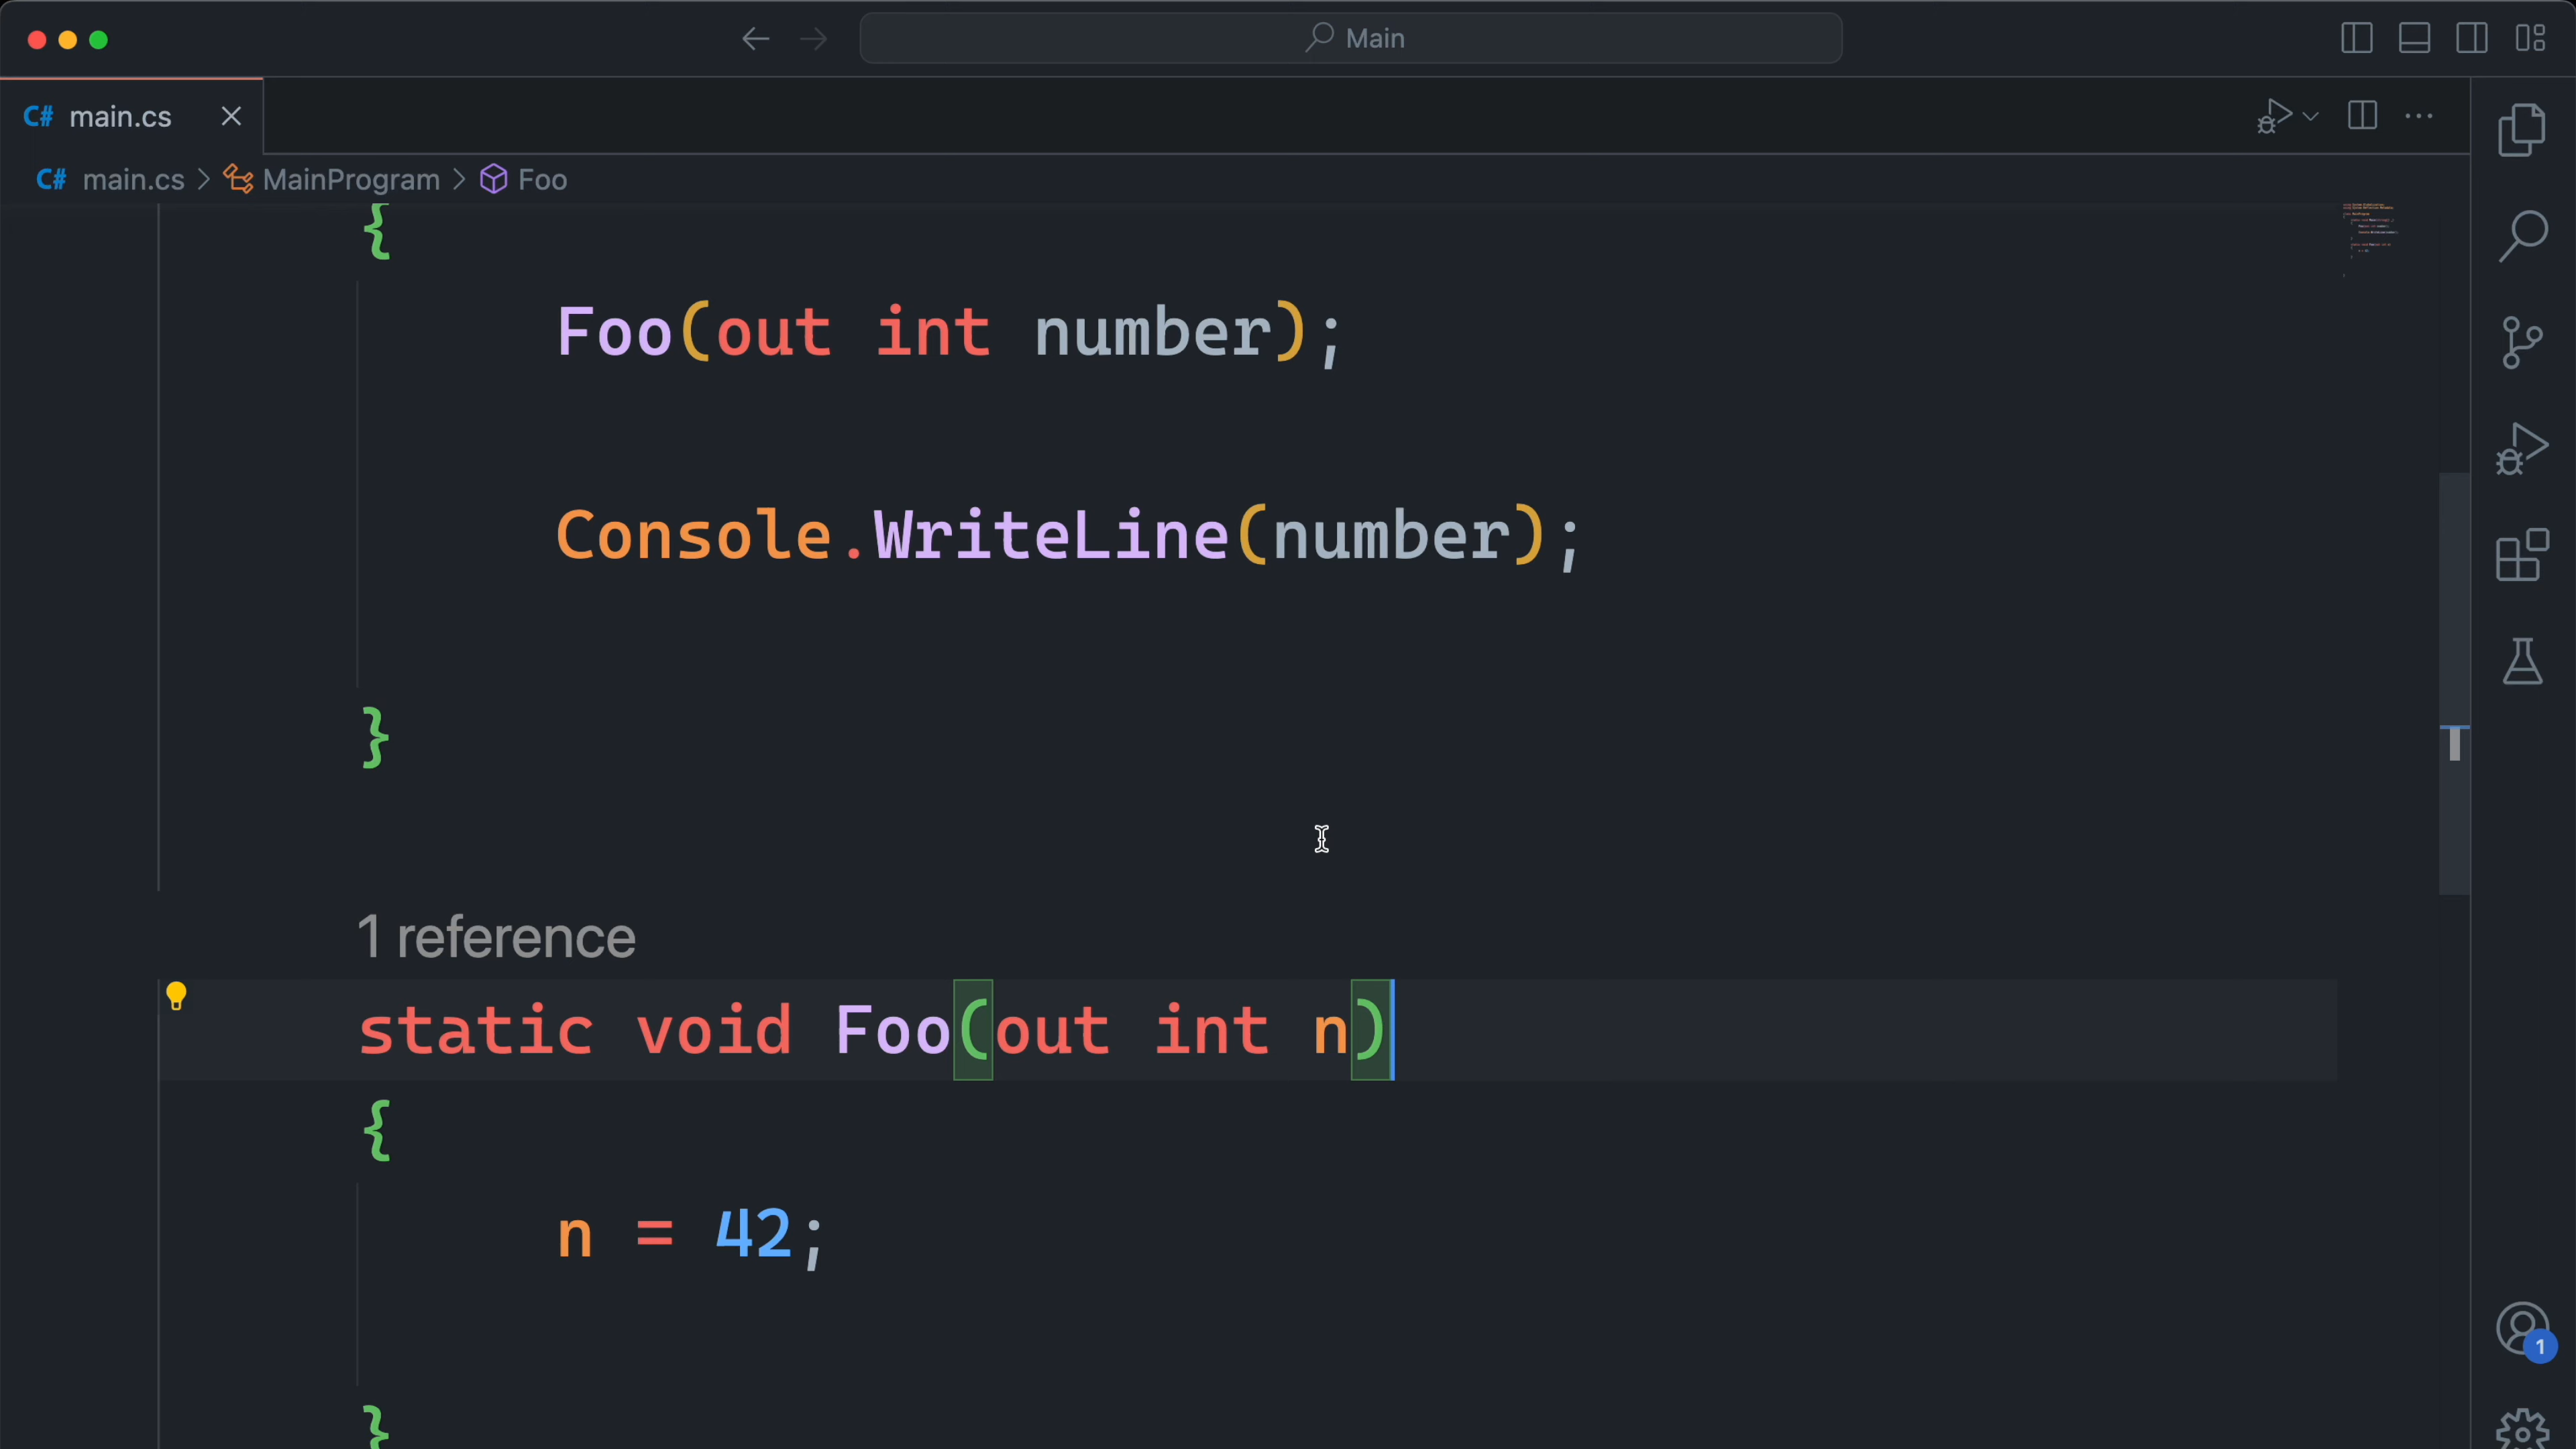 Main
C# main.cs
C# main.cs > MainProgram > Foo
{
Foo(out int number);
Console.WriteLine(number);
}
1 reference
static void Foo(out int n)
{
n = 42;
}
1